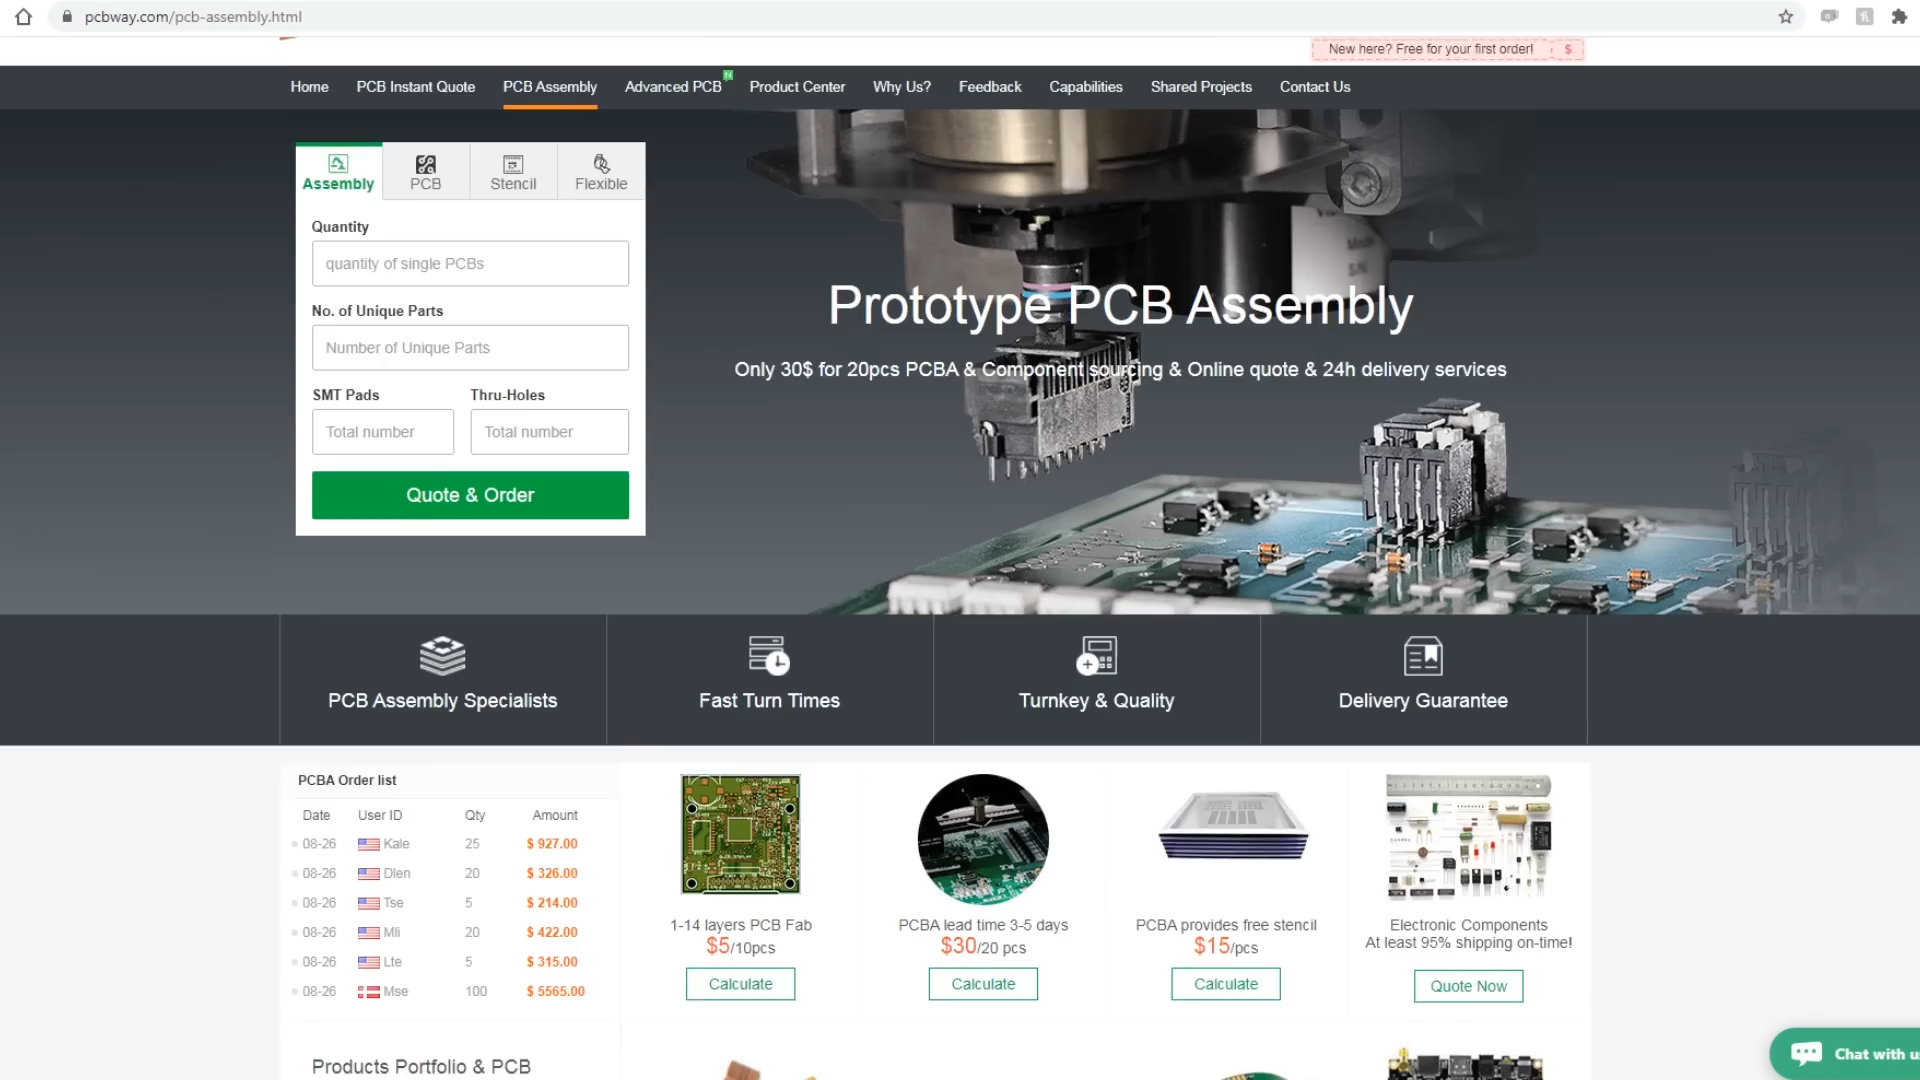 pcbway.com/pcb-assembly.html
New here? Free for your first order! $
Home PCB Instant Quote PCB Assembly Advanced PCB N Product Center Why Us? Feedback Capabilities Shared Projects Contact Us
Assembly PCB Stencil Flexible
Quantity
quantity of single PCBs
No. of Unique Parts
Number of Unique Parts
SMT Pads Thru-Holes
Total number Total number
Quote & Order
Prototype PCB Assembly
Only 30$ for 20pcs PCBA & Component sourcing & Online quote & 24h delivery services
PCB Assembly Specialists Fast Turn Times Turnkey & Quality Delivery Guarantee
PCBA Order list
Date User ID Qty Amount
08-26 Kale 25 $ 927.00
08-26 Dlen 20 $ 326.00
08-26 Tse 5 $ 214.00
08-26 Mli 20 $ 422.00
08-26 Lte 5 $ 315.00
08-26 Mse 100 $ 5565.00
1-14 layers PCB Fab
$5/10pcs
Calculate
PCBA lead time 3-5 days
$30/20 pcs
Calculate
PCBA provides free stencil
$15/pcs
Calculate
Electronic Components
At least 95% shipping on-time!
Quote Now
Products Portfolio & PCB
Chat with us